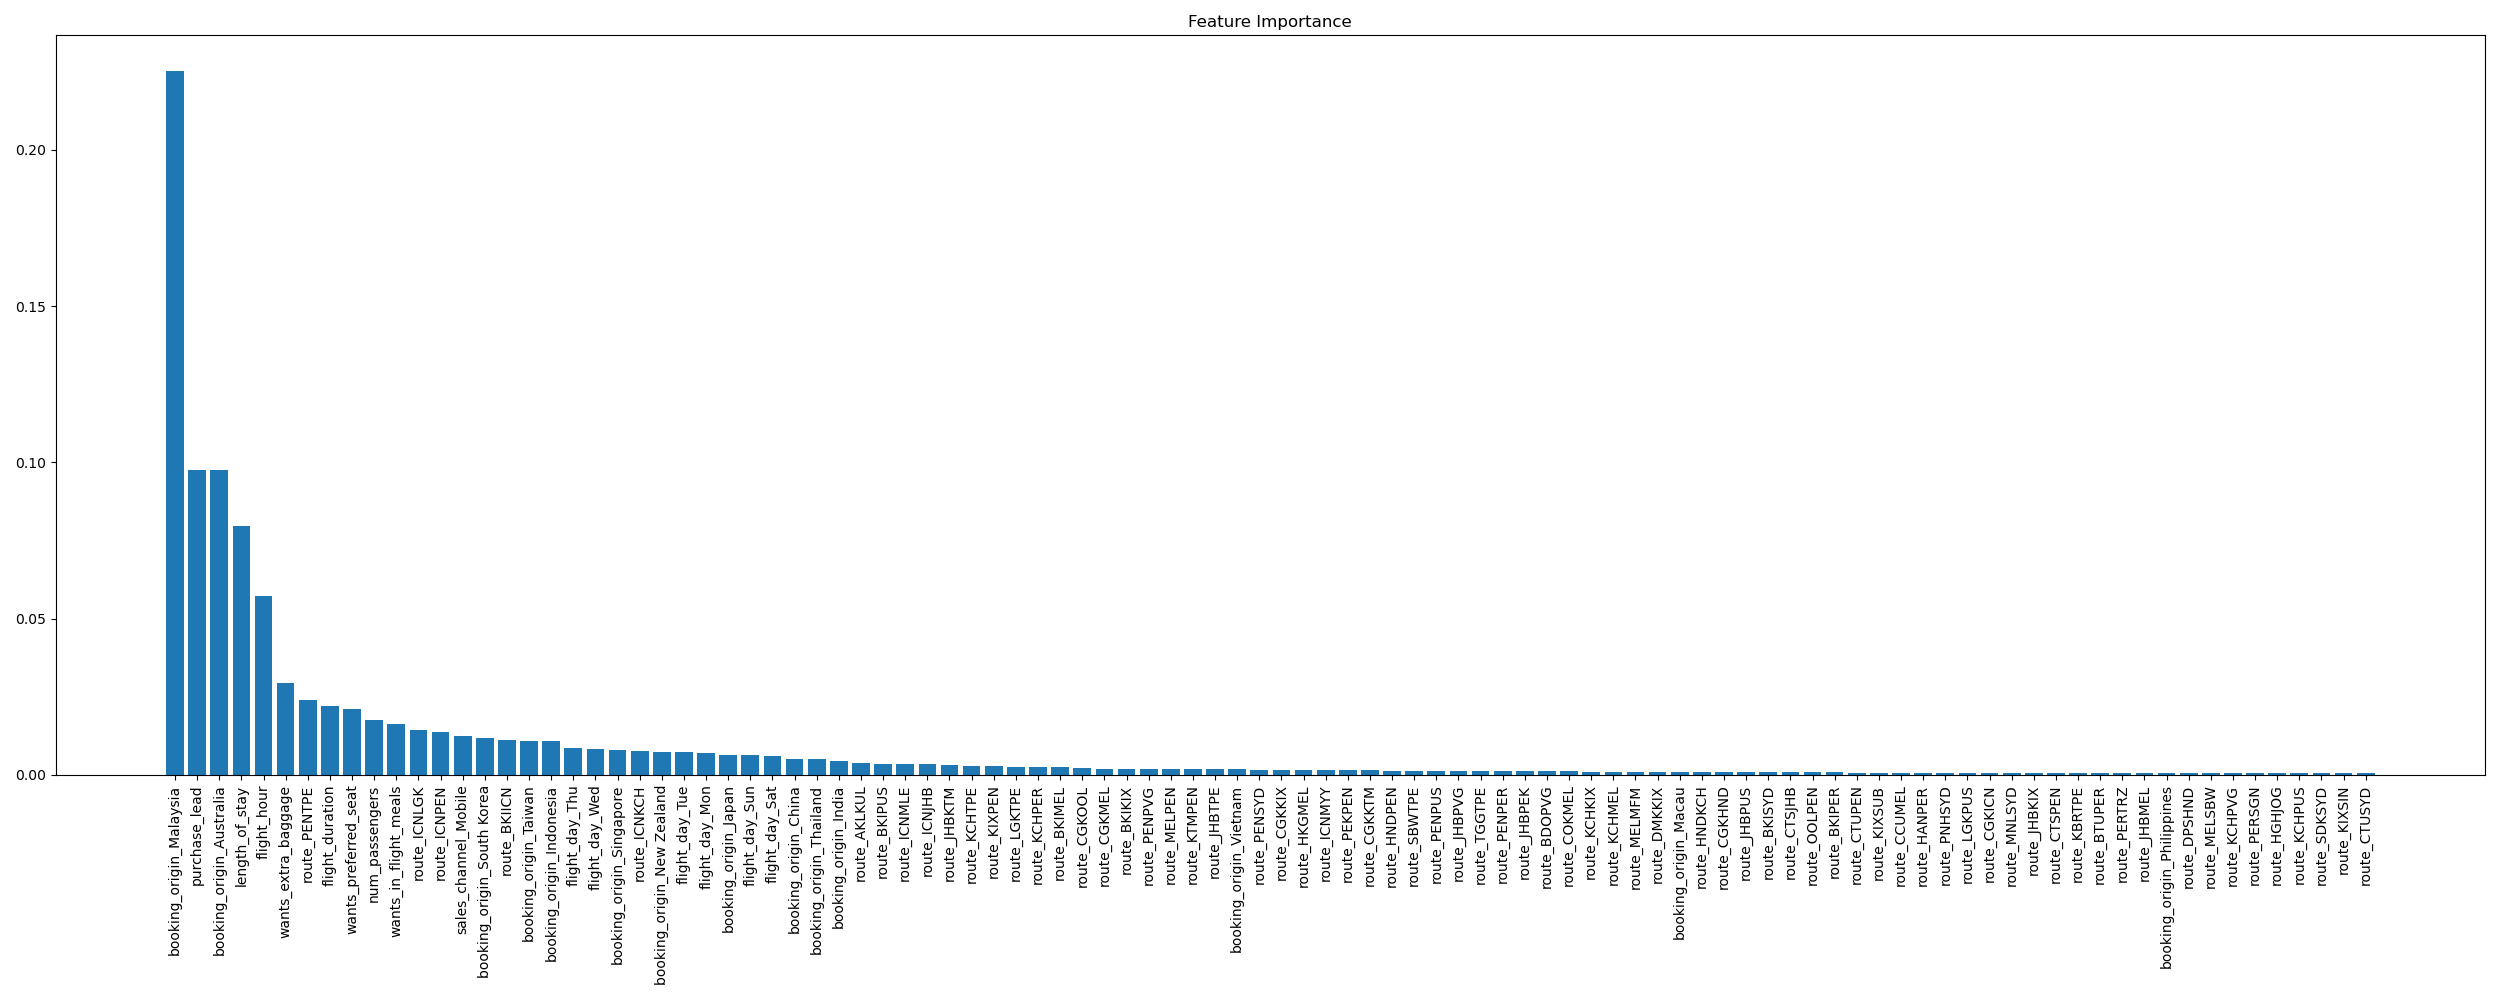 Feature Importance
0.20
0.15
0.10
0.05
0.00
booking_origin_Malaysia
purchase_lead
booking_origin_Australia
length_of_stay
flight_hour
wants_extra_baggage
route_PENTPE
flight_duration
wants_preferred_seat
num_passengers
wants_in_flight_meals
route_ICNLGK
route_ICNPEN
sales_channel_Mobile
booking_origin_South Korea
route_BKIICN
booking_origin_Taiwan
booking_origin_Indonesia
flight_day_Thu
flight_day_Wed
booking_origin_Singapore
route_ICNKCH
booking_origin_New Zealand
flight_day_Tue
flight_day_Mon
booking_origin_Japan
flight_day_Sun
flight_day_Sat
booking_origin_China
booking_origin_Thailand
booking_origin_India
route_AKLKUL
route_BKIPUS
route_ICNMLE
route_ICNJHB
route_JHBKTM
route_KCHTPE
route_KIXPEN
route_LGKTPE
route_KCHPER
route_BKIMEL
route_CGKOOL
route_CGKMEL
route_BKIKIX
route_PENPVG
route_MELPEN
route_KTMPEN
route_JHBTPE
booking_origin_Vietnam
route_PENSYD
route_CGKKIX
route_HKGMEL
route_ICNMYY
route_PEKPEN
route_CGKKTM
route_HNDPEN
route_SBWTPE
route_PENPUS
route_JHBPVG
route_TGGTPE
route_PENPER
route_JHBPEK
route_BDOPVG
route_COKMEL
route_KCHKIX
route_KCHMEL
route_MELMFM
route_DMKKIX
booking_origin_Macau
route_HNDKCH
route_CGKHND
route_JHBPUS
route_BKISYD
route_CTSJHB
route_OOLPEN
route_BKIPER
route_CTUPEN
route_KIXSUB
route_CCUMEL
route_HANPER
route_PNHSYD
route_LGKPUS
route_CGKICN
route_MNLSYD
route_JHBKIX
route_CTSPEN
route_KBRTPE
route_BTUPER
route_PERTRZ
route_JHBMEL
booking_origin_Philippines
route_DPSHND
route_MELSBW
route_KCHPVG
route_PERSGN
route_HGHJOG
route_KCHPUS
route_SDKSYD
route_KIXSIN
route_CTUSYD